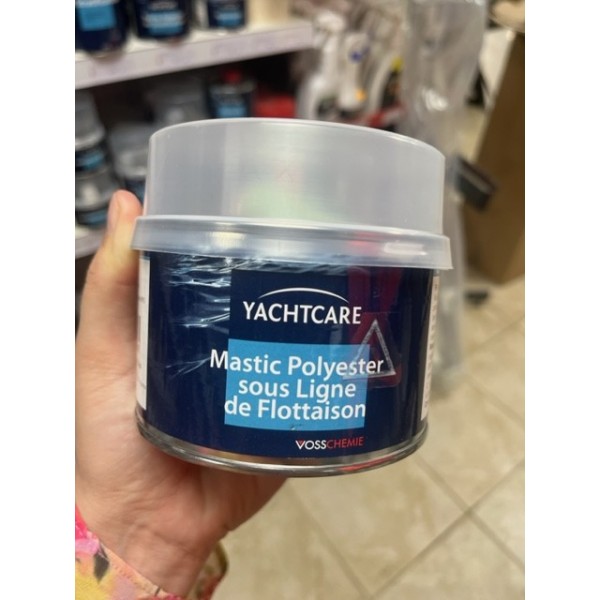 YACHTCARE
Mastic Polyester
sous Ligne
de Flottaison
VOSSCHEMIE